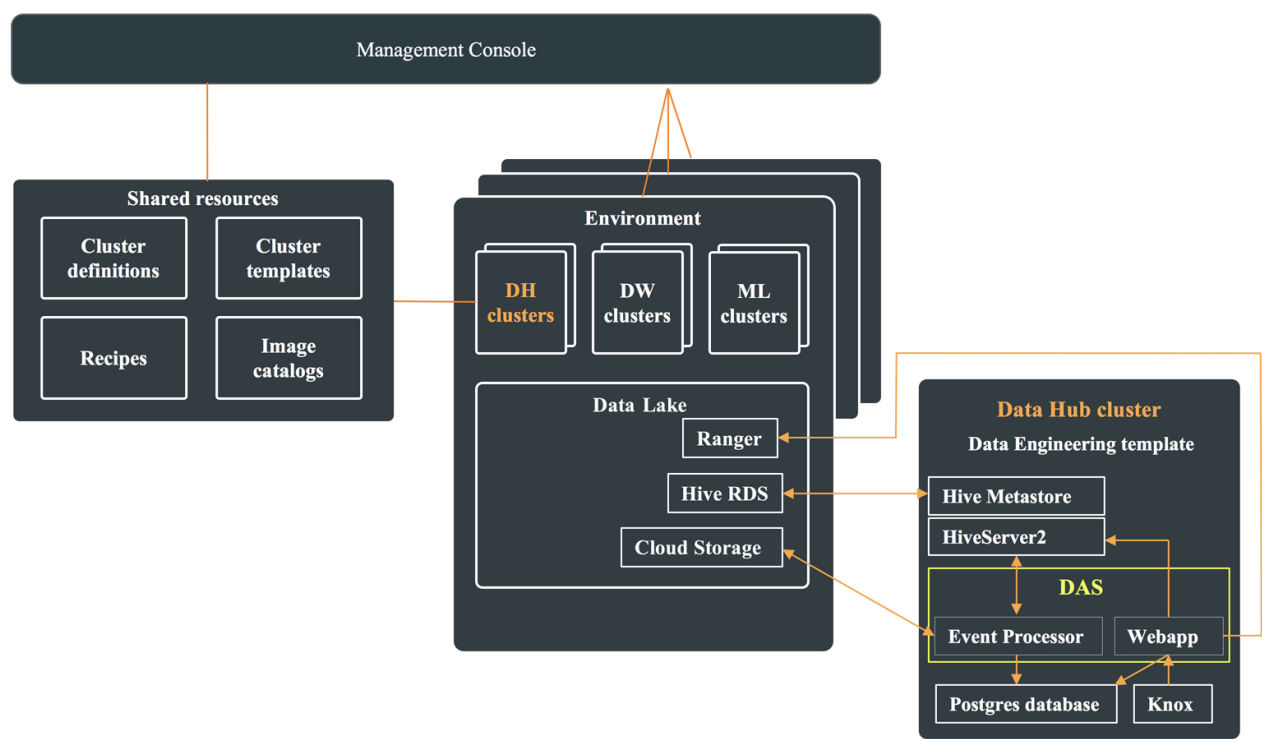 Management Console
Shared resources
Cluster
definitions
Cluster
templates
Recipes
Image
catalogs
Environment
DH
clusters
DW
clusters
ML
clusters
Data Lake
Ranger
Hive RDS
Cloud Storage
Data Hub cluster
Data Engineering template
Hive Metastore
HiveServer2
DAS
Event Processor
Webapp
Postgres database
Knox